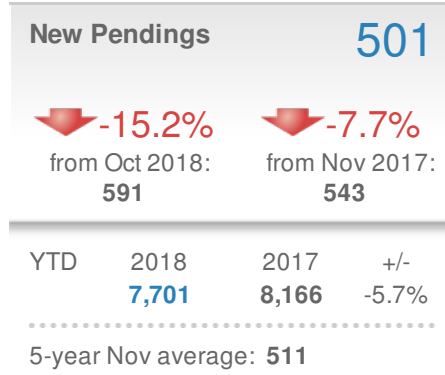 New Pendings 501
-15.2% -7.7%
from Oct 2018: from Nov 2017:
591 543
YTD 2018 2017 +/-
7,701 8,166 -5.7%
5-year Nov average: 511